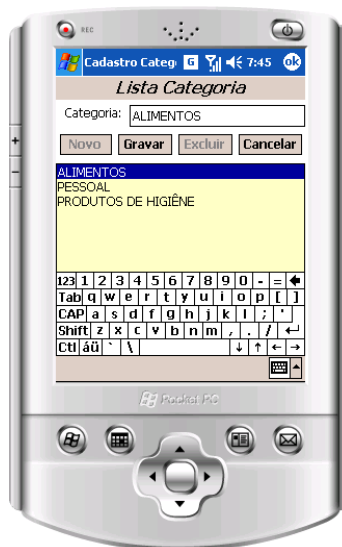 REC
Cadastro Categ G 7:45 ok
Lista Categoria
Categoria: ALIMENTOS
Novo Gravar Excluir Cancelar
ALIMENTOS
PESSOAL
PRODUTOS DE HIGIÊNE
123 1 2 3 4 5 6 7 8 9 0 - =
Tab q w e r t y u i o p [ ]
CAP a s d f g h j k l ; '
Shift z x c v b n m , . /
Ctl áü ` \
Pocket PC